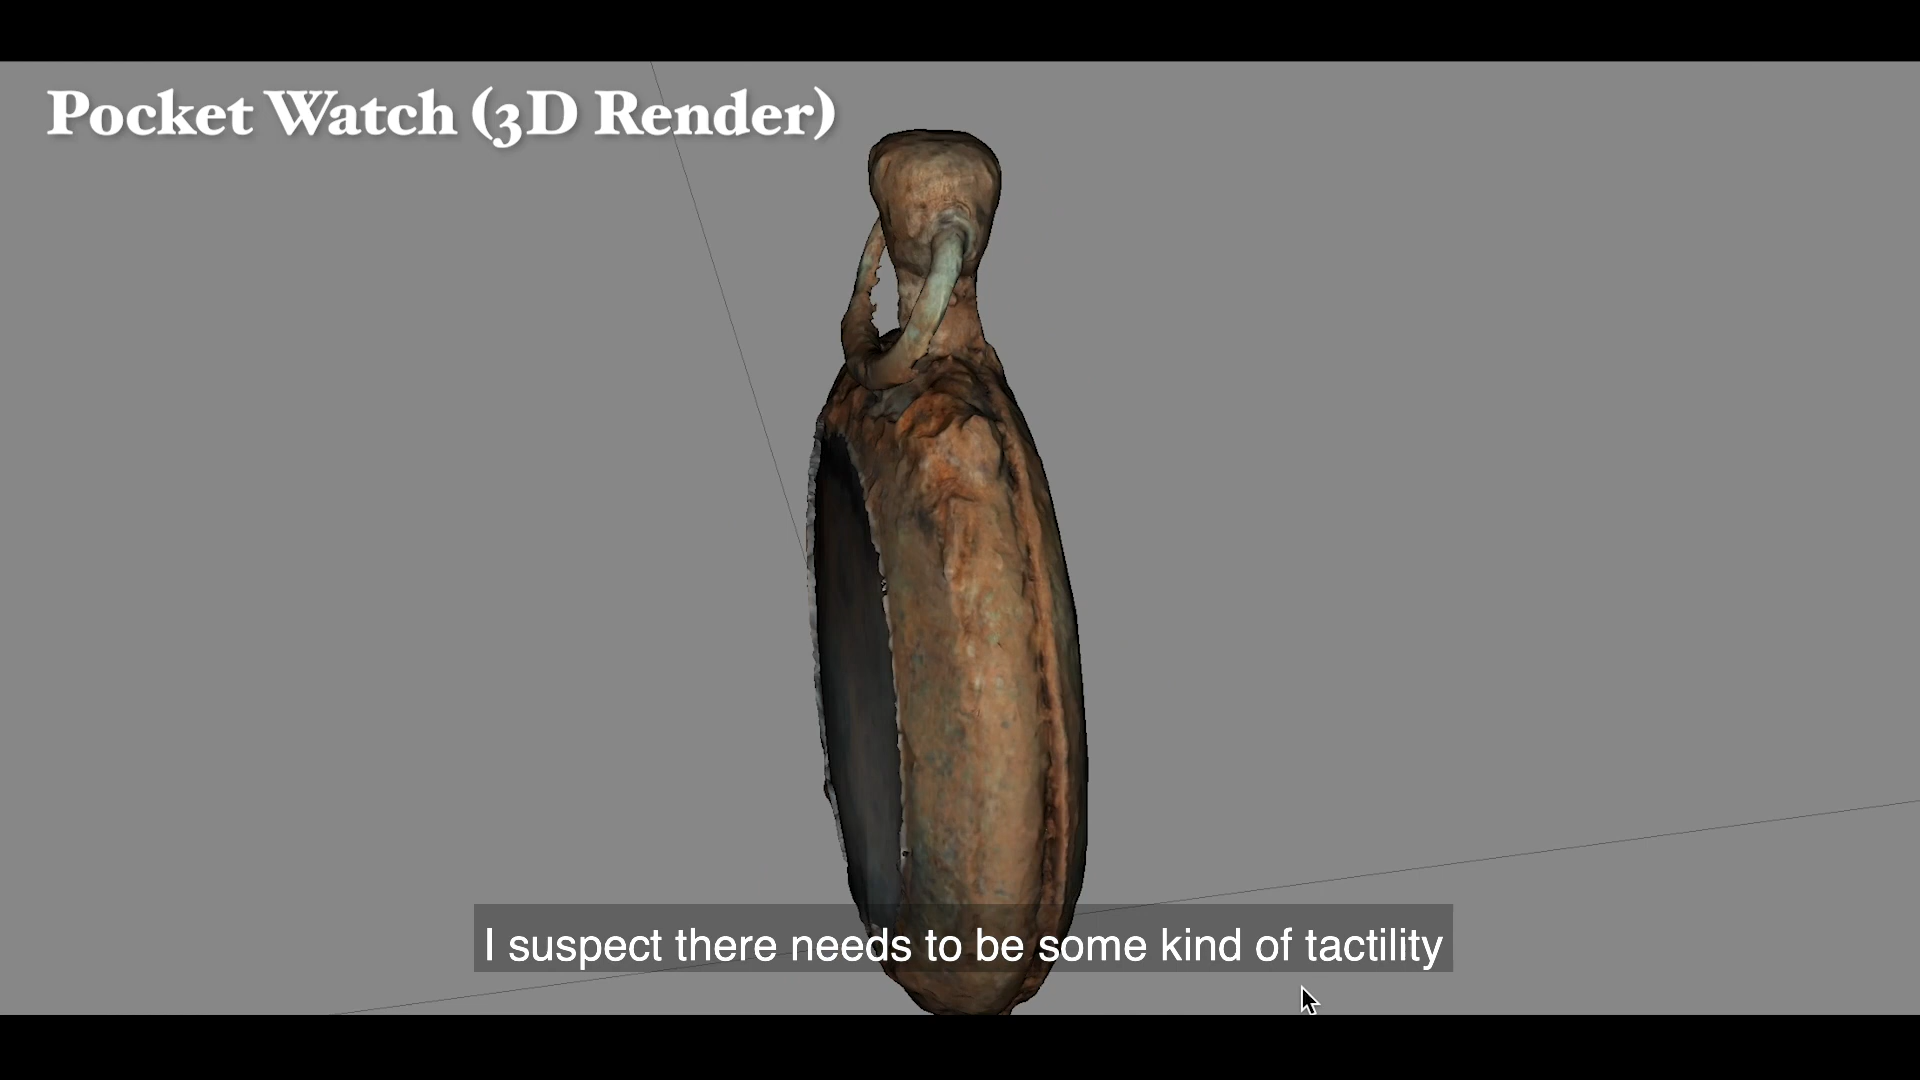 Pocket Watch (3D Render)
I suspect there needs to be some kind of tactility